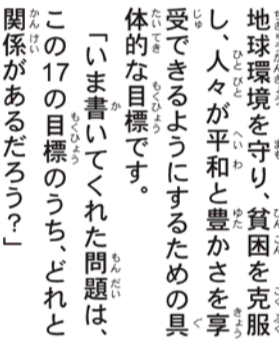 地球環境を守り、貧困を克服
し、人々が平和と豊かさを享
受できるようにするための具
体的な目標です。
「いま書いてくれた問題は、
この17の目標のうち、どれと
関係があるだろう？」